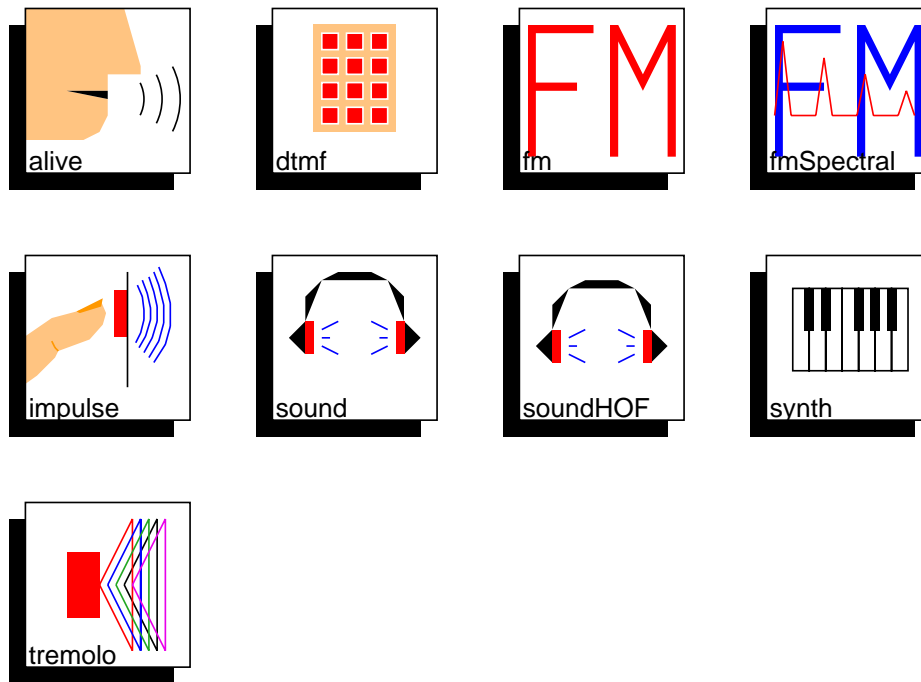 FM
FM
alive
dtmf
fm
fmSpectral
impulse
sound
soundHOF
synth
tremolo